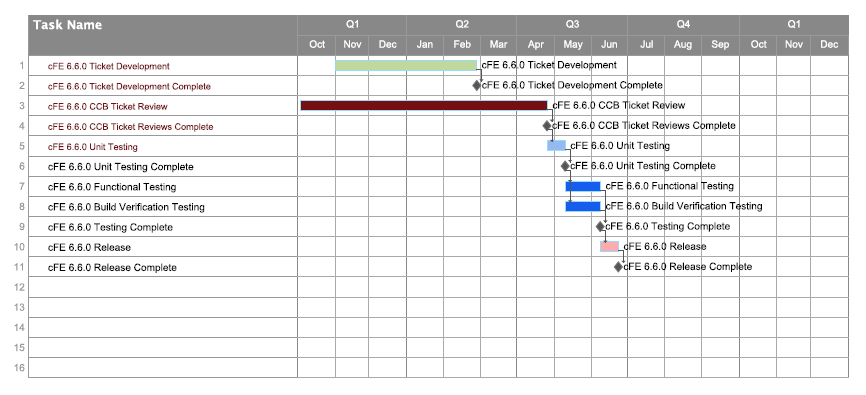 Task Name Q1 Q2 Q3 Q4 Q1
Oct Nov Dec Jan Feb Mar Apr May Jun Jul Aug Sep Oct Nov Dec
1 cFE 6.6.0 Ticket Development cFE 6.6.0 Ticket Development
2 cFE 6.6.0 Ticket Development Complete cFE 6.6.0 Ticket Development Complete
3 cFE 6.6.0 CCB Ticket Review cFE 6.6.0 CCB Ticket Review
4 cFE 6.6.0 CCB Ticket Reviews Complete cFE 6.6.0 CCB Ticket Reviews Complete
5 cFE 6.6.0 Unit Testing cFE 6.6.0 Unit Testing
6 cFE 6.6.0 Unit Testing Complete cFE 6.6.0 Unit Testing Complete
7 cFE 6.6.0 Functional Testing cFE 6.6.0 Functional Testing
8 cFE 6.6.0 Build Verification Testing cFE 6.6.0 Build Verification Testing
9 cFE 6.6.0 Testing Complete cFE 6.6.0 Testing Complete
10 cFE 6.6.0 Release cFE 6.6.0 Release
11 cFE 6.6.0 Release Complete cFE 6.6.0 Release Complete
12
13
14
15
16